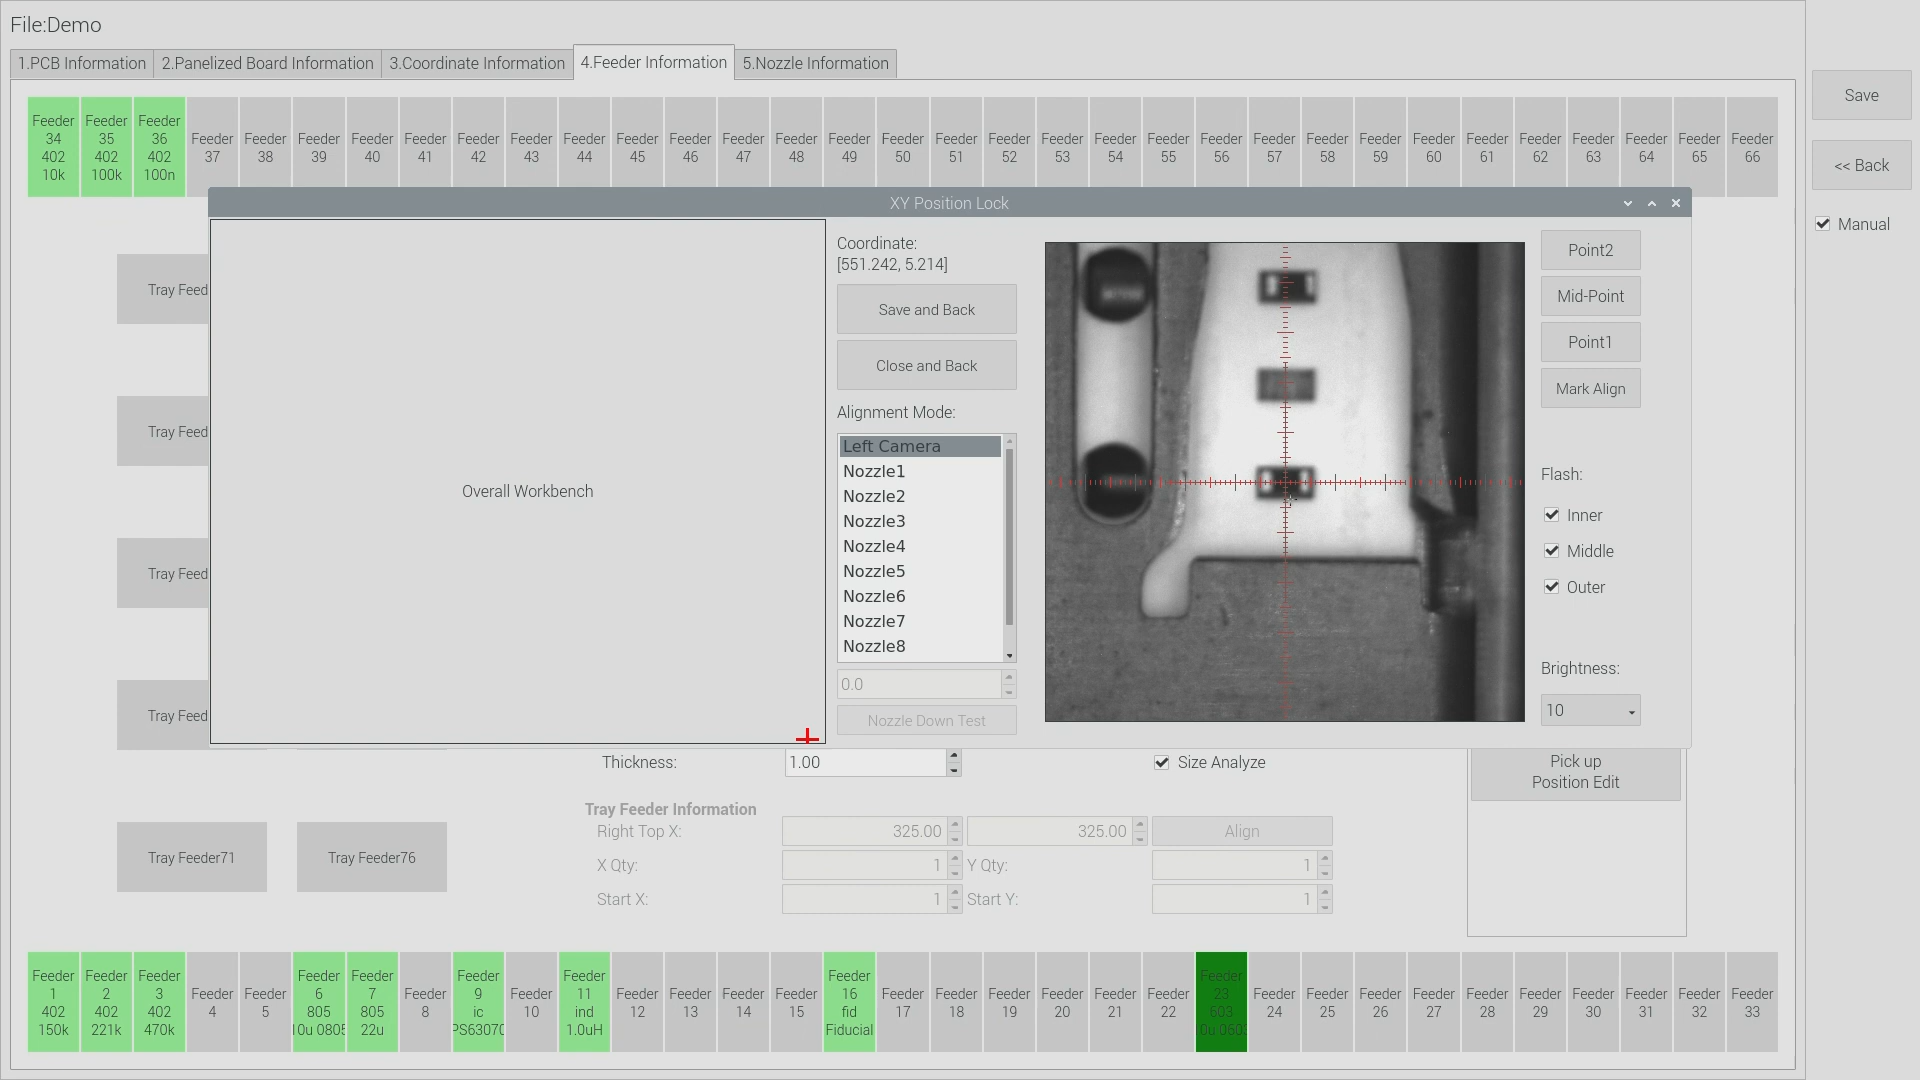 File:Demo
1.PCB Information
2.Panelized Board Information
3.Coordinate Information
4.Feeder Information
5.Nozzle Information
Save
<< Back
Manual
Feeder
34
402
10k
Feeder
35
402
100k
Feeder
36
402
100n
Feeder
37
Feeder
38
Feeder
39
Feeder
40
Feeder
41
Feeder
42
Feeder
43
Feeder
44
Feeder
45
Feeder
46
Feeder
47
Feeder
48
Feeder
49
Feeder
50
Feeder
51
Feeder
52
Feeder
53
Feeder
54
Feeder
55
Feeder
56
Feeder
57
Feeder
58
Feeder
59
Feeder
60
Feeder
61
Feeder
62
Feeder
63
Feeder
64
Feeder
65
Feeder
66
XY Position Lock
Tray Feed
Tray Feed
Tray Feed
Tray Feed
Overall Workbench
Coordinate:
[551.242, 5.214]
Save and Back
Close and Back
Alignment Mode:
Left Camera
Nozzle1
Nozzle2
Nozzle3
Nozzle4
Nozzle5
Nozzle6
Nozzle7
Nozzle8
0.0
Nozzle Down Test
Point2
Mid-Point
Point1
Mark Align
Flash:
Inner
Middle
Outer
Brightness:
10
Thickness:
1.00
Size Analyze
Pick up
Position Edit
Tray Feeder Information
Right Top X:
325.00
325.00
Align
X Qty:
1
Y Qty:
1
Start X:
1
Start Y:
1
Tray Feeder71
Tray Feeder76
Feeder
1
402
150k
Feeder
2
402
221k
Feeder
3
402
470k
Feeder
4
Feeder
5
Feeder
6
805
10u 0805
Feeder
7
805
22u
Feeder
8
Feeder
9
ic
PS63070
Feeder
10
Feeder
11
ind
1.0uH
Feeder
12
Feeder
13
Feeder
14
Feeder
15
Feeder
16
fid
Fiducial
Feeder
17
Feeder
18
Feeder
19
Feeder
20
Feeder
21
Feeder
22
Feeder
23
603
10u 0603
Feeder
24
Feeder
25
Feeder
26
Feeder
27
Feeder
28
Feeder
29
Feeder
30
Feeder
31
Feeder
32
Feeder
33